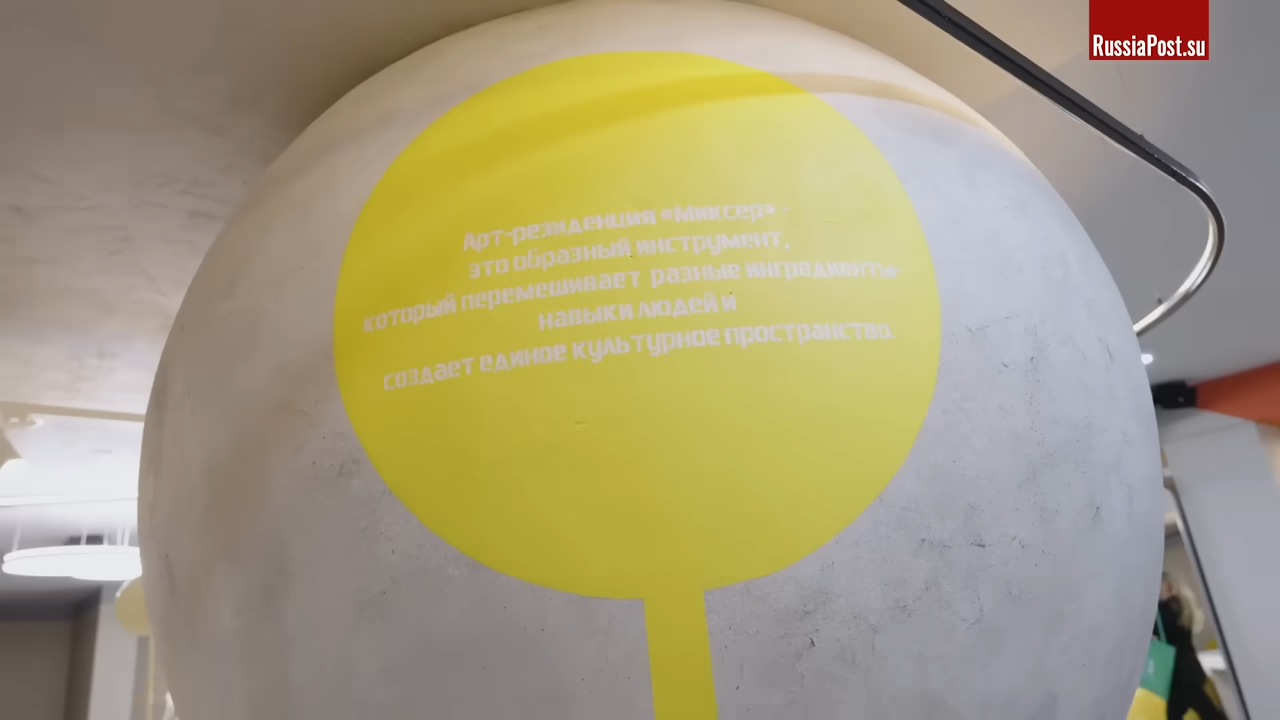 RussiaPost.su
Арт-резиденция «Миксер» -
это образный инструмент,
который перемешивает разные ингредиенты-
навыки людей и
создает единое культурное пространство.